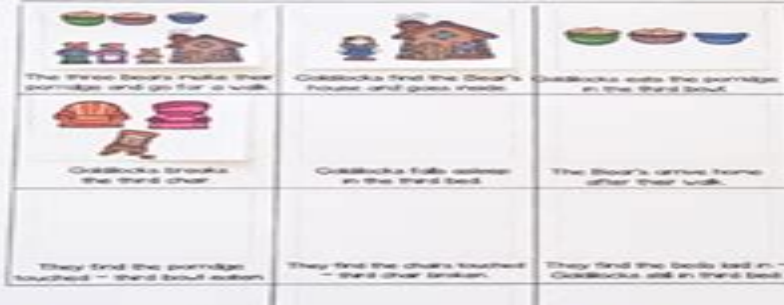 The three Bears make their
porridge and go for a walk.
Goldilocks find the Bear's
house and goes inside.
Goldilocks eats the porridge
in the third bowl.
Goldilocks breaks
the third chair
Goldilocks falls asleep
in the third bed.
The Bear's arrive home
after their walk.
They find the porridge
touched - third bowl eaten
They find the chairs touched
- third chair broken
They find the beds laid in -
Goldilocks still in third bed